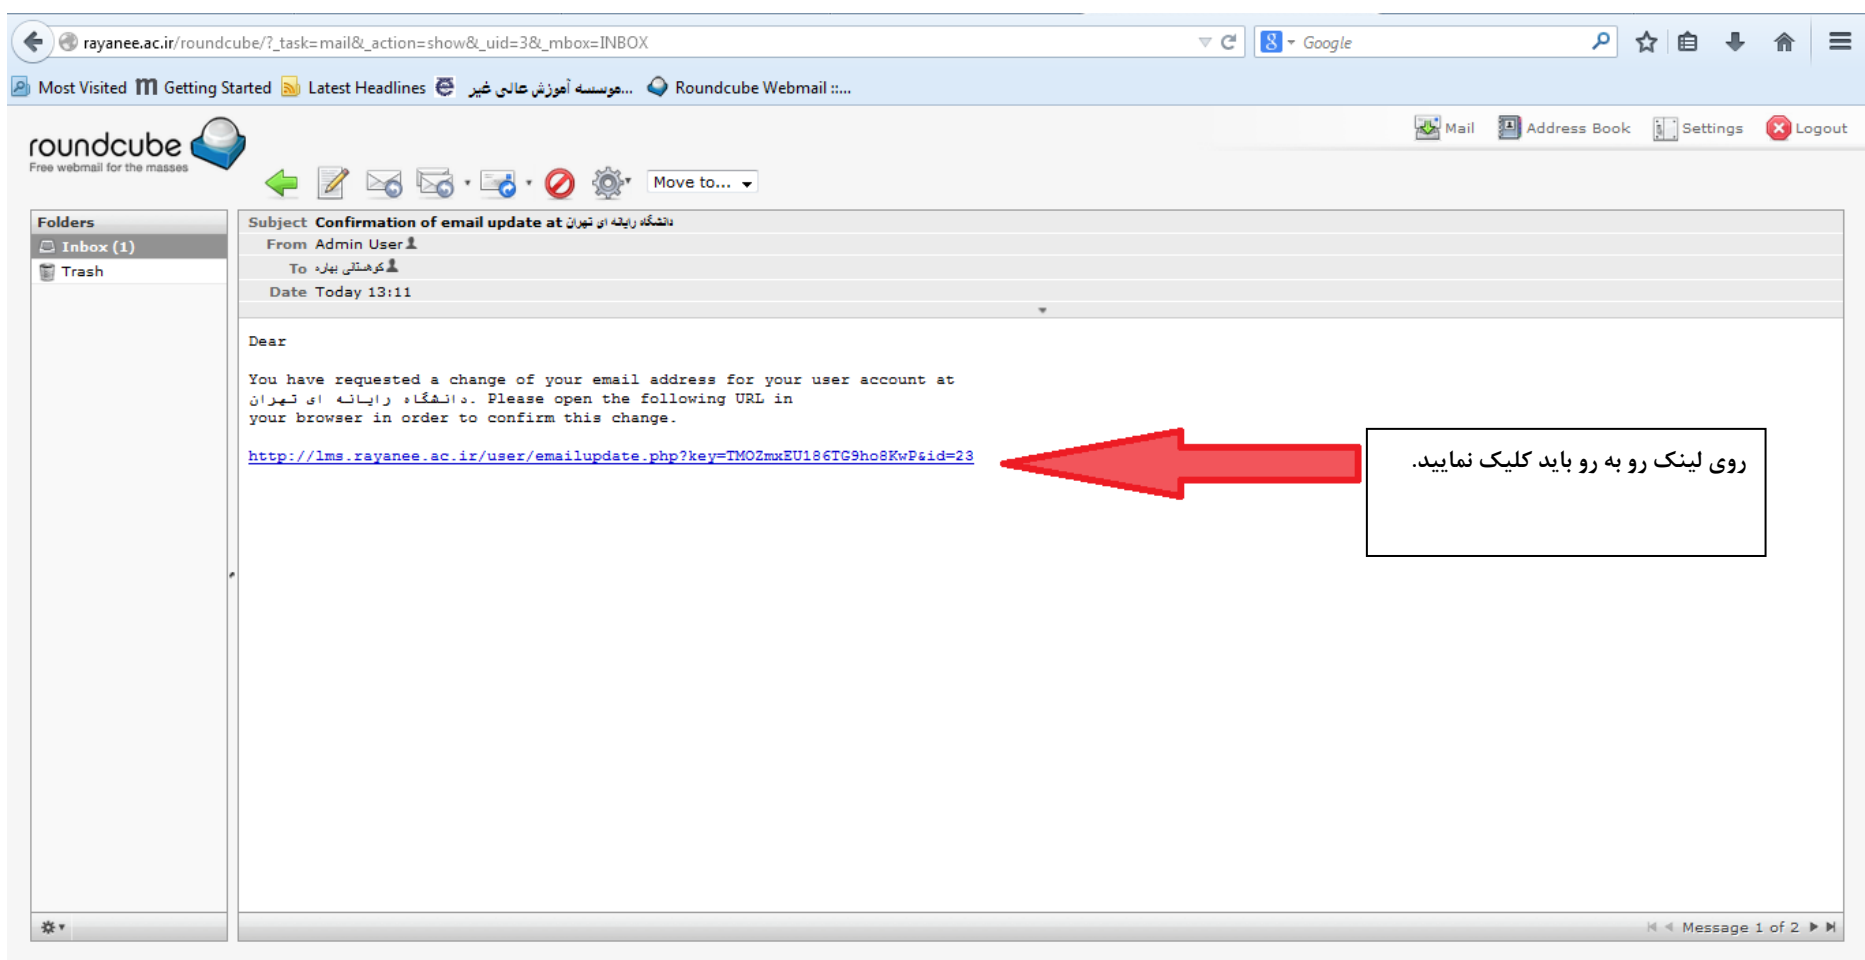 rayanee.ac.ir/roundcube/?_task=mail&_action=show&_uid=3&_mbox=INBOX
Google
Most Visited Getting Started Latest Headlines موسسه آموزش عالی غیر... Roundcube Webmail ::...
roundcube
Free webmail for the masses
Mail Address Book Settings Logout
Move to...
Folders
Inbox (1)
Trash
Subject Confirmation of email update at دانشگاه رایانه ای تهران
From Admin User
To کوهستانی بهاره
Date Today 13:11
Dear
You have requested a change of your email address for your user account at
دانشگاه رایانه ای تهران. Please open the following URL in
your browser in order to confirm this change.
http://lms.rayanee.ac.ir/user/emailupdate.php?key=TMOZmxEU186TG9ho8KwP&id=23
روی لینک رو به رو باید کلیک نمایید.
Message 1 of 2